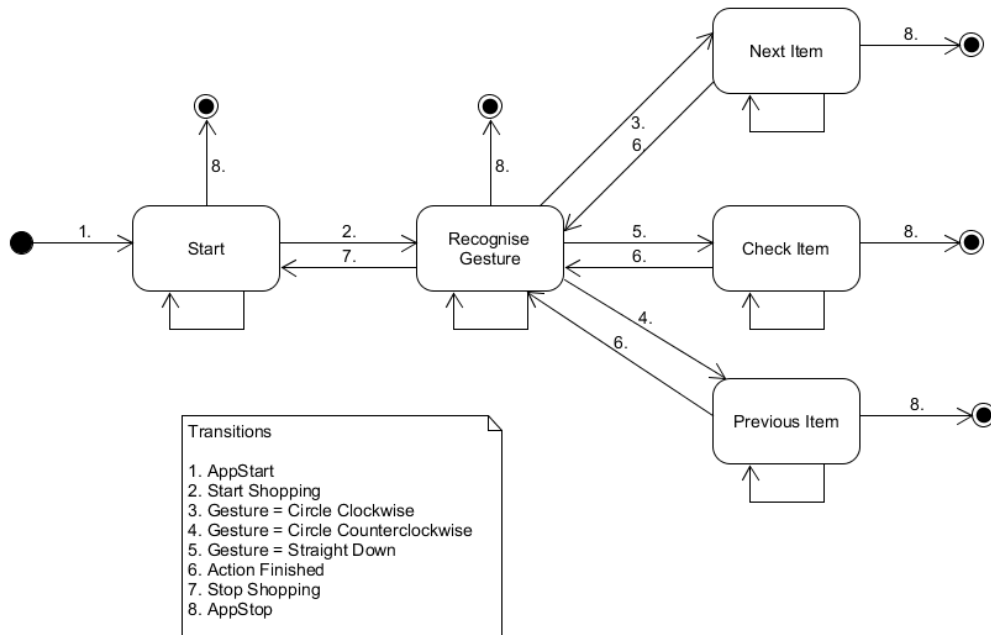 Next Item
8.
3.
6.
8.
8.
1.
Start
2.
7.
Recognise
Gesture
5.
6.
Check Item
8.
4.
6.
Previous Item
8.
Transitions
1. AppStart
2. Start Shopping
3. Gesture = Circle Clockwise
4. Gesture = Circle Counterclockwise
5. Gesture = Straight Down
6. Action Finished
7. Stop Shopping
8. AppStop